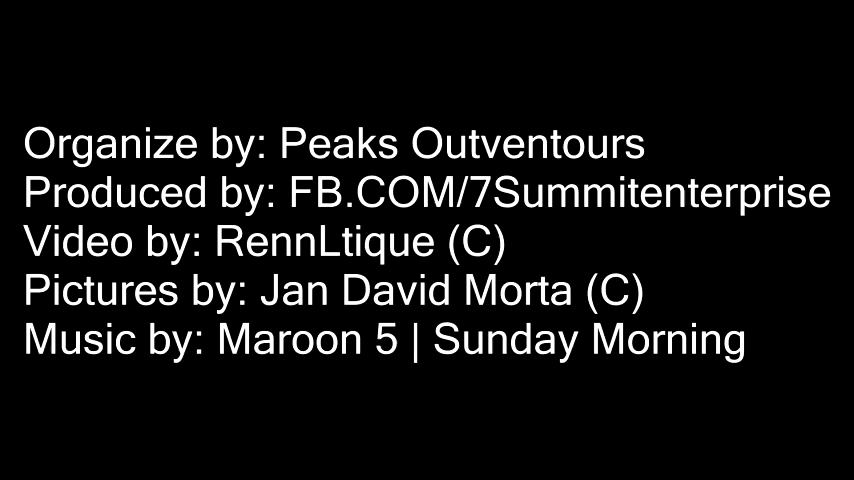 Organize by: Peaks Outventours
Produced by: FB.COM/7Summitenterprise
Video by: RennLtique (C)
Pictures by: Jan David Morta (C)
Music by: Maroon 5 | Sunday Morning